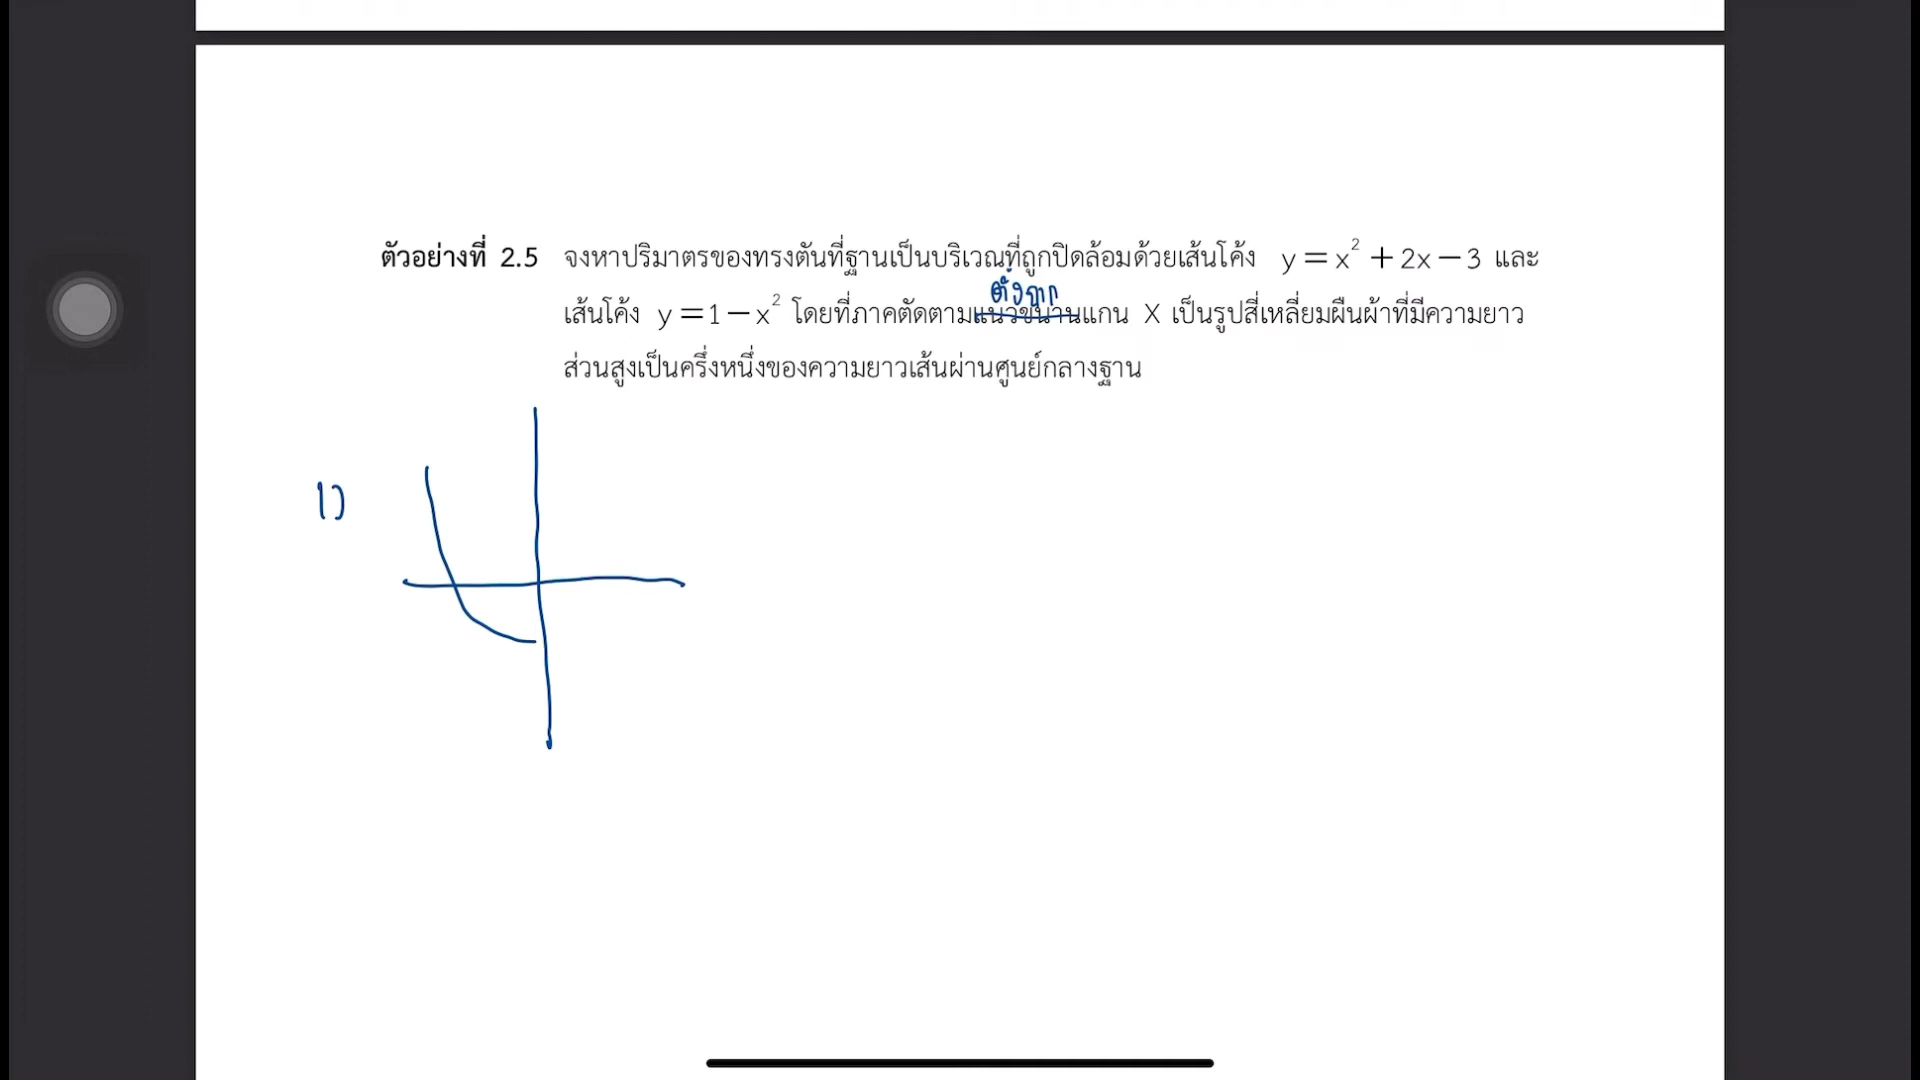 ตัวอย่างที่ 2.5 จงหาปริมาตรของทรงตันที่ฐานเป็นบริเวณที่ถูกปิดล้อมด้วยเส้นโค้ง y = x² + 2x − 3 และ
ตั้งฉาก
เส้นโค้ง y = 1 − x² โดยที่ภาคตัดตามแนวขนานแกน X เป็นรูปสี่เหลี่ยมผืนผ้าที่มีความยาว
ส่วนสูงเป็นครึ่งหนึ่งของความยาวเส้นผ่านศูนย์กลางฐาน
1)